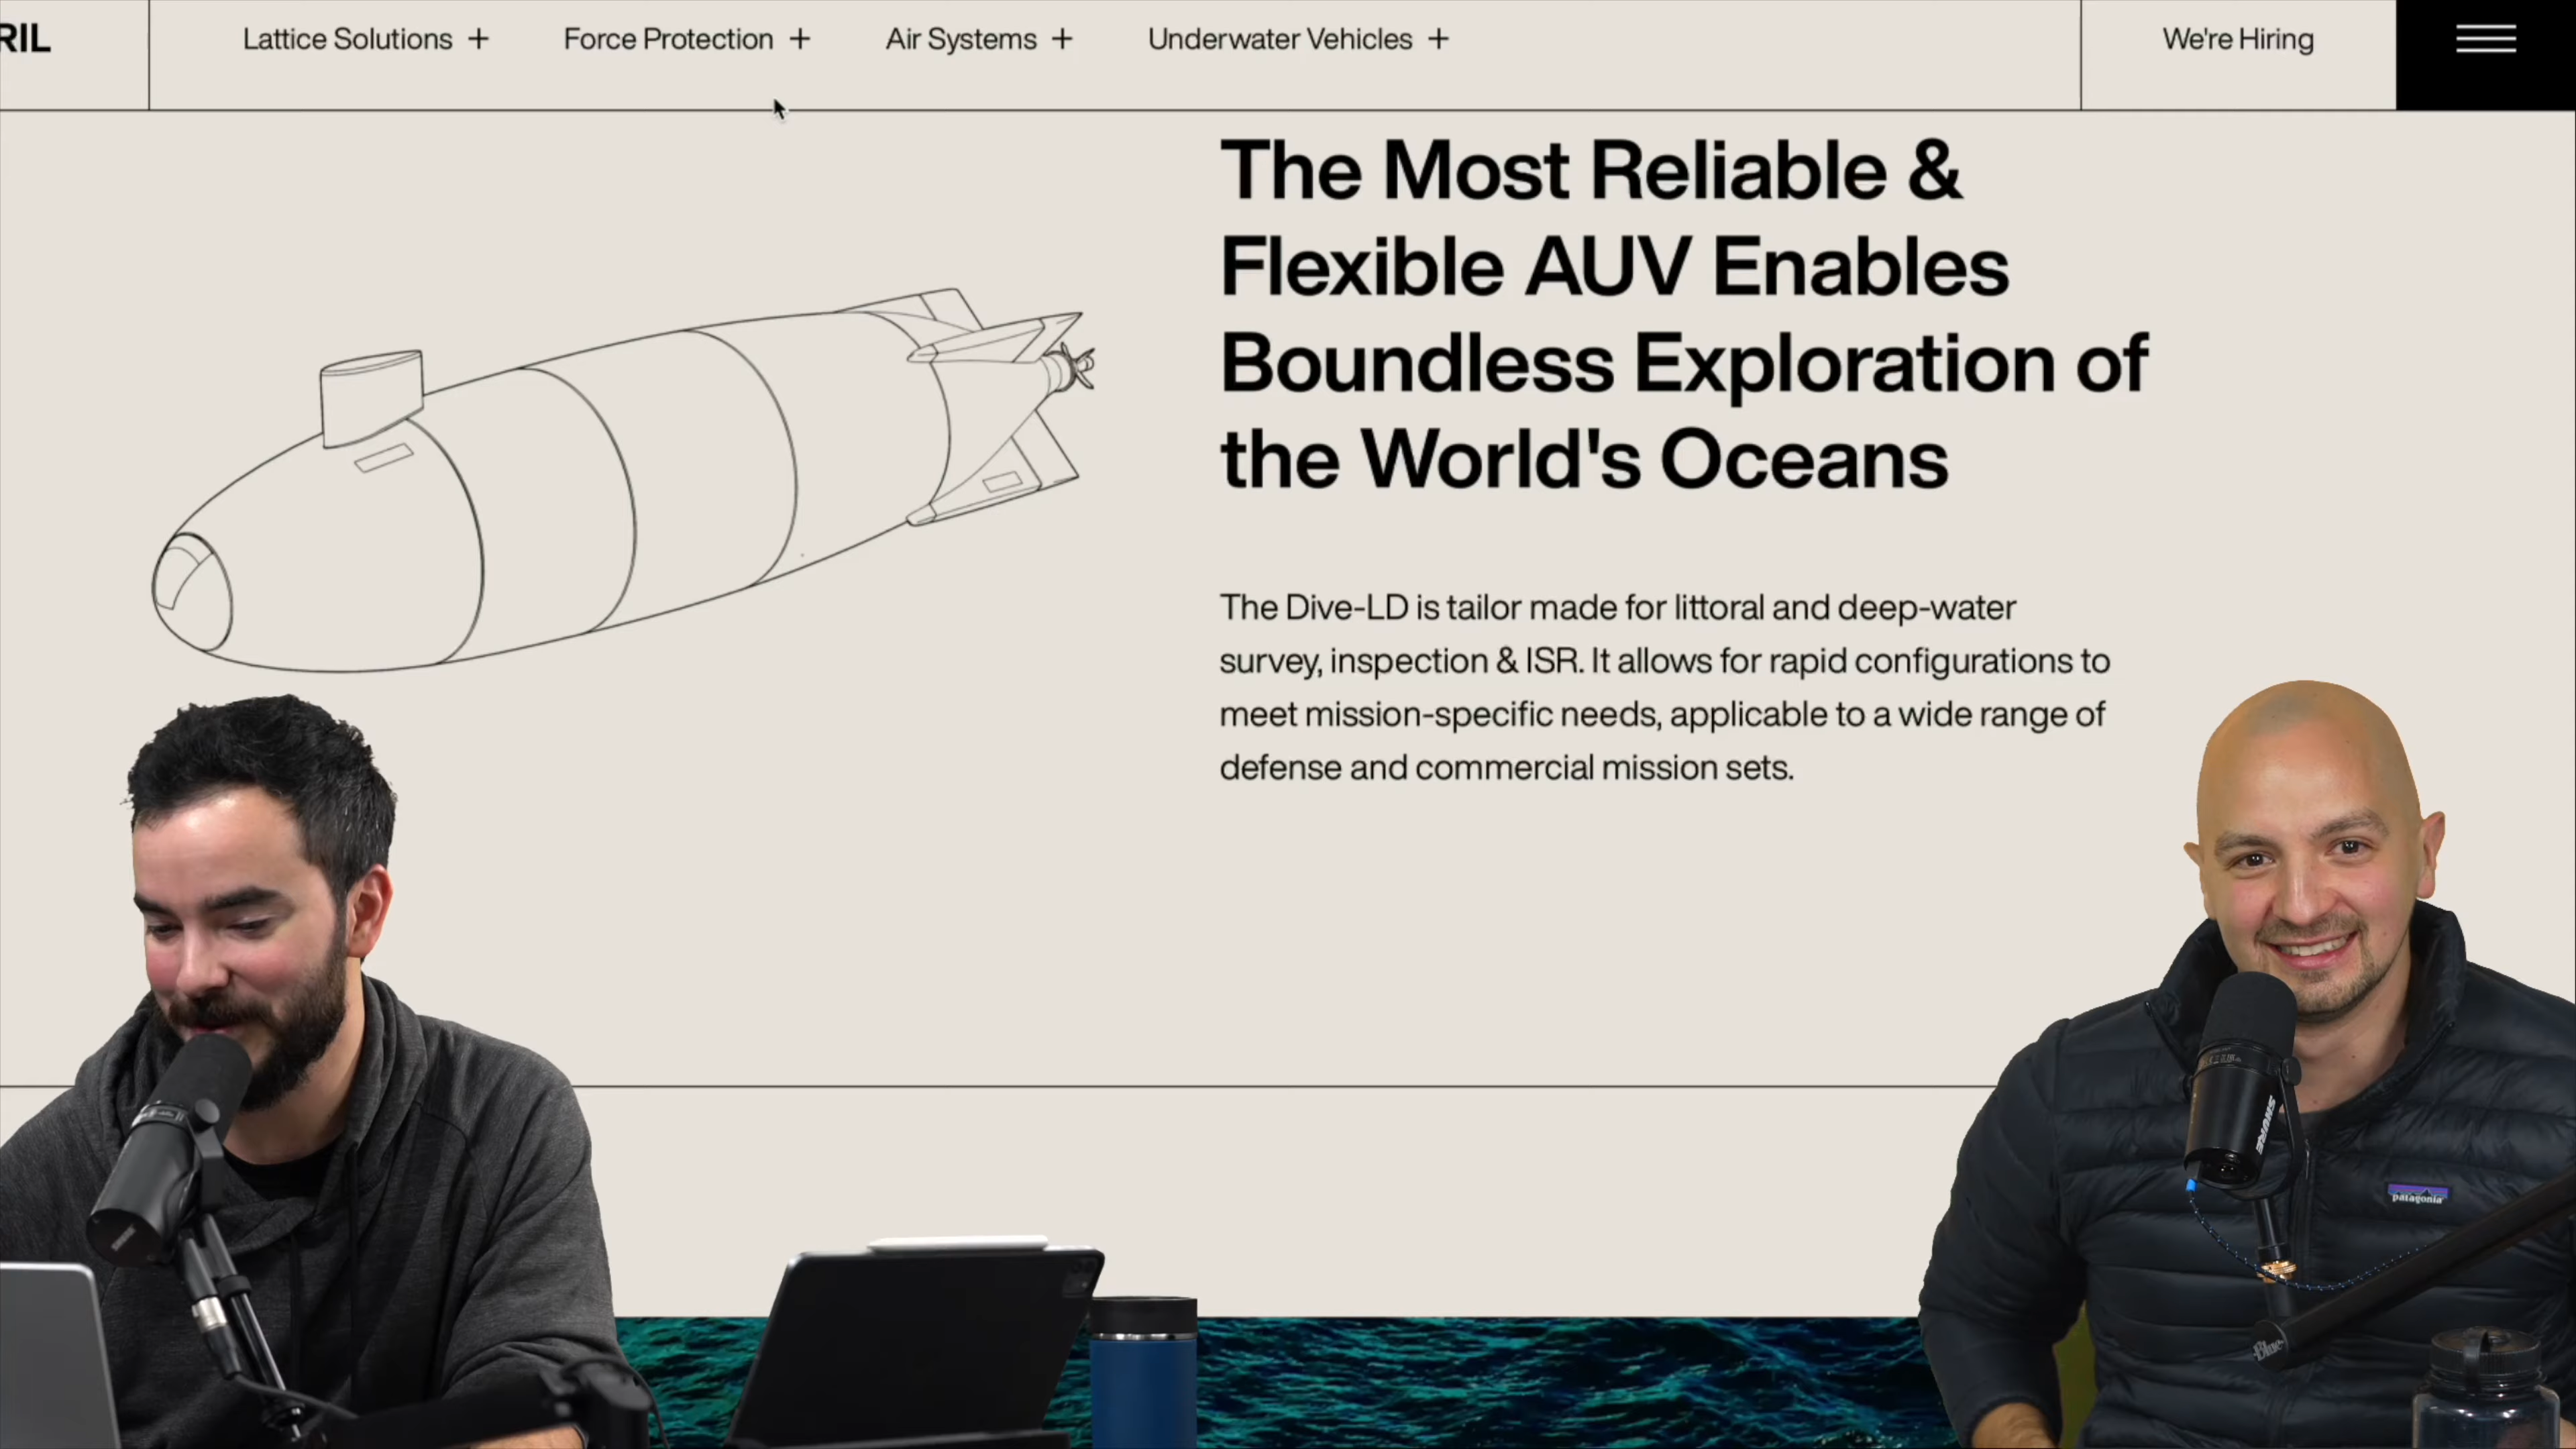 RIL
Lattice Solutions +
Force Protection +
Air Systems +
Underwater Vehicles +
We're Hiring
The Most Reliable &
Flexible AUV Enables
Boundless Exploration of
the World's Oceans
The Dive-LD is tailor made for littoral and deep-water
survey, inspection & ISR. It allows for rapid configurations to
meet mission-specific needs, applicable to a wide range of
defense and commercial mission sets.
SHURE
patagonia
Blue